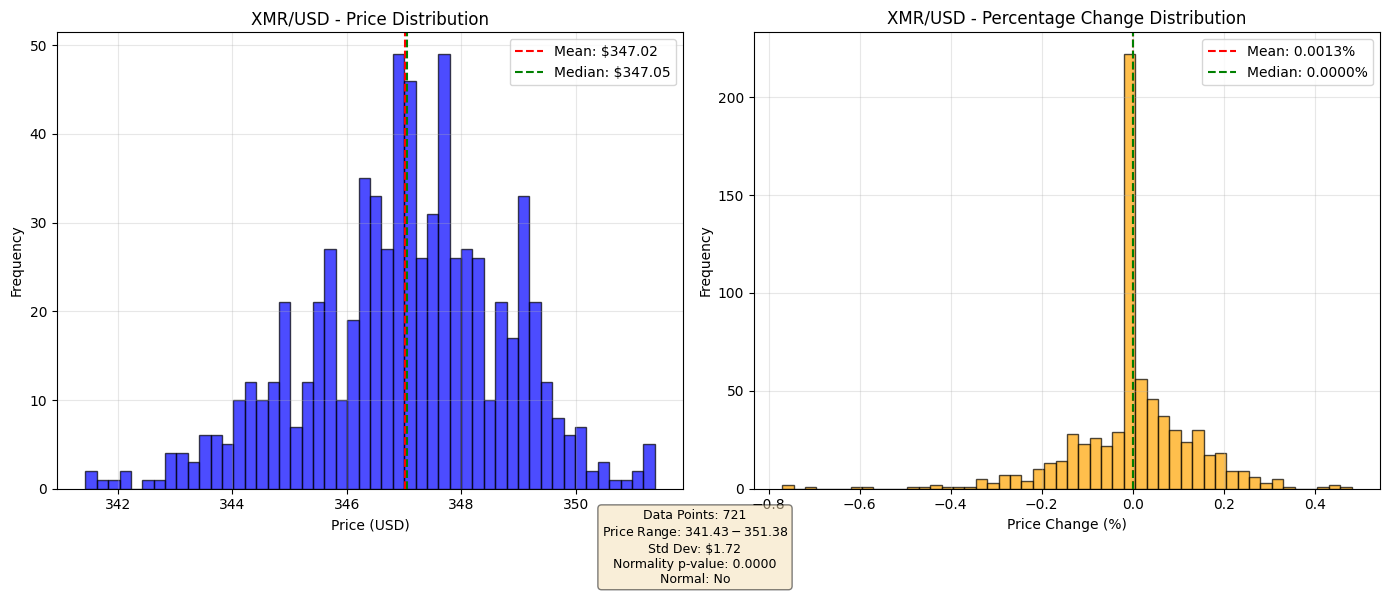 XMR/USD - Price Distribution
Mean: $347.02
Median: $347.05
50
40
30
20
10
0
Frequency
342
344
346
348
350
Price (USD)
XMR/USD - Percentage Change Distribution
Mean: 0.0013%
Median: 0.0000%
200
150
100
50
0
Frequency
−0.8
−0.6
−0.4
−0.2
0.0
0.2
0.4
Price Change (%)
Data Points: 721
Price Range: 341.43 − 351.38
Std Dev: $1.72
Normality p-value: 0.0000
Normal: No